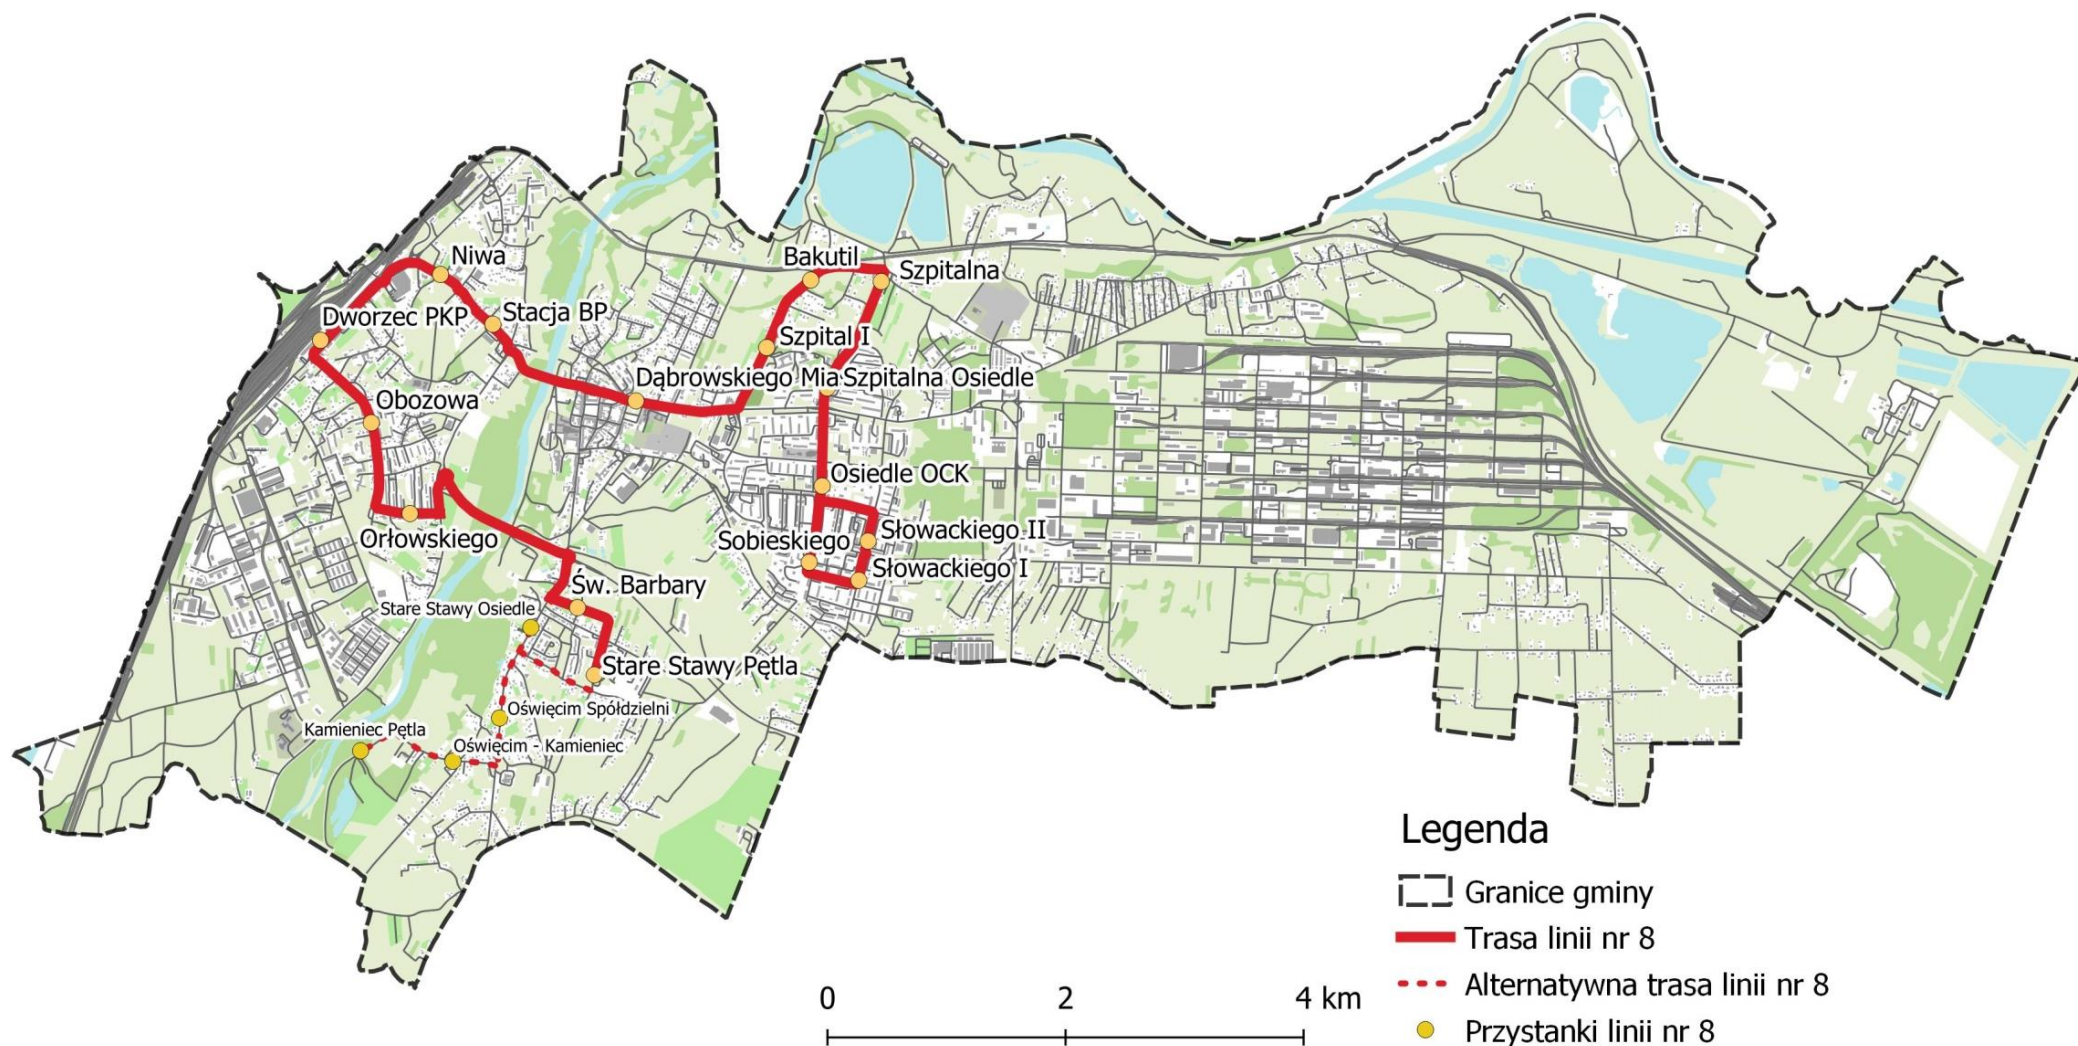 Niwa
Bakutil
Szpitalna
Dworzec PKP
Stacja BP
Szpital I
Dąbrowskiego Mia
Szpitalna Osiedle
Obozowa
Osiedle OCK
Orłowskiego
Sobieskiego
Słowackiego II
Słowackiego I
Św. Barbary
Stare Stawy Osiedle
Stare Stawy Pętla
Oświęcim Spółdzielni
Kamieniec Pętla
Oświęcim - Kamieniec
Legenda
Granice gminy
Trasa linii nr 8
Alternatywna trasa linii nr 8
Przystanki linii nr 8
0 2 4 km